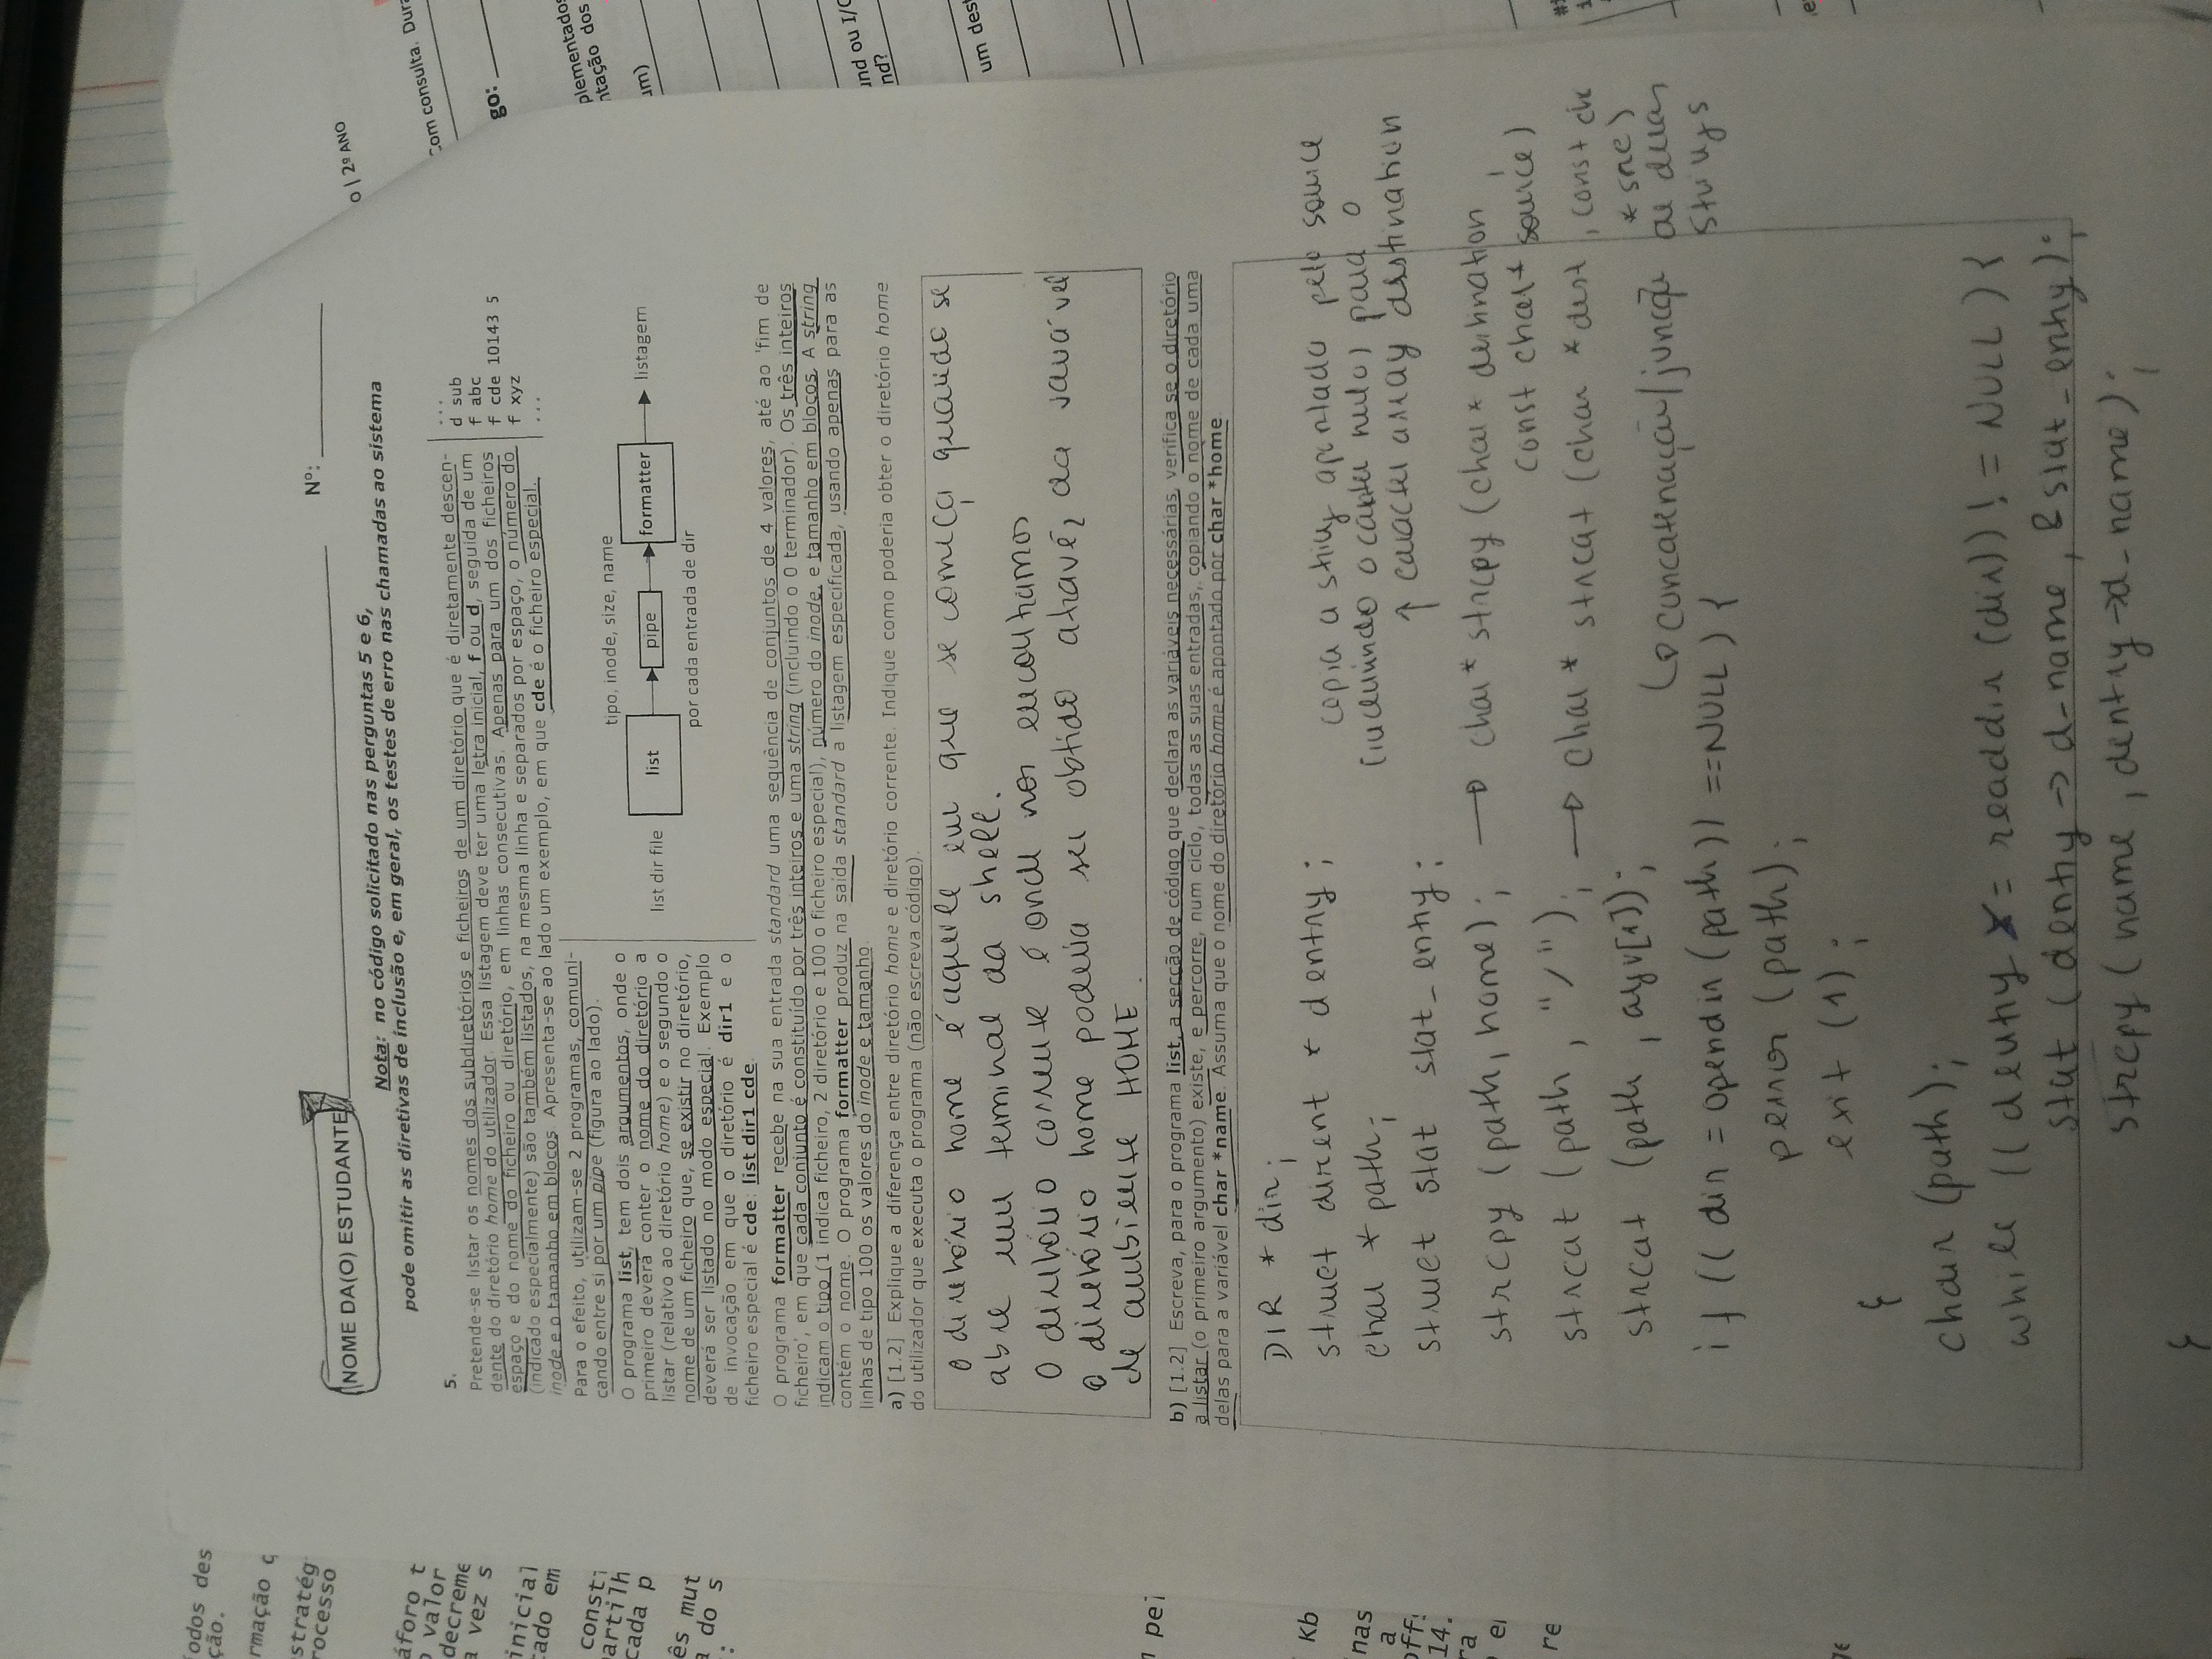 NOME DA(O) ESTUDANTE Nº:
Nota: no código solicitado nas perguntas 5 e 6,
pode omitir as diretivas de inclusão e, em geral, os testes de erro nas chamadas ao sistema
5.
Pretende-se listar os nomes dos subdiretórios e ficheiros de um diretório que é diretamente descen-
dente do diretório home do utilizador. Essa listagem deve ter uma letra inicial, f ou d, seguida de um
espaço e do nome do ficheiro ou diretório, em linhas consecutivas. Apenas para um dos ficheiros
(indicado especialmente) são também listados, na mesma linha e separados por espaço, o número do
inode e o tamanho em blocos. Apresenta-se ao lado um exemplo, em que cde é o ficheiro especial.
...
d sub
f abc
f cde 10143 5
f xyz
...
Para o efeito, utilizam-se 2 programas, comuni-
cando entre si por um pipe (figura ao lado).
O programa list, tem dois argumentos, onde o
primeiro deverá conter o nome do diretório a
listar (relativo ao diretório home) e o segundo o
nome de um ficheiro que, se existir no diretório,
deverá ser listado no modo especial. Exemplo
de invocação em que o diretório é dir1 e o
ficheiro especial é cde: list dir1 cde.
tipo, inode, size, name
list dir file list pipe formatter listagem
por cada entrada de dir
O programa formatter recebe na sua entrada standard uma sequência de conjuntos de 4 valores, até ao 'fim de
ficheiro', em que cada conjunto é constituído por três inteiros e uma string (incluindo o 0 terminador). Os três inteiros
indicam o tipo (1 indica ficheiro, 2 diretório e 100 o ficheiro especial), número do inode, e tamanho em blocos. A string
contém o nome. O programa formatter produz na saída standard a listagem especificada, usando apenas para as
linhas de tipo 100 os valores do inode e tamanho.
a) [1.2] Explique a diferença entre diretório home e diretório corrente. Indique como poderia obter o diretório home
do utilizador que executa o programa (não escreva código).
O diretório home é aquele em que se começa quando se
abre um terminal da shell.
O diretório corrente é onde nos encontramos
O diretório home poderia ser obtido através da variável
de ambiente HOME.
b) [1.2] Escreva, para o programa list, a secção de código que declara as variáveis necessárias, verifica se o diretório
a listar (o primeiro argumento) existe, e percorre, num ciclo, todas as suas entradas, copiando o nome de cada uma
delas para a variável char *name. Assuma que o nome do diretório home é apontado por char *home.
DIR * dir;
struct dirent * dentry;
char * path;
struct stat stat_entry;
copia a string apontado pelo source
(incluindo o caráter nulo) para o
↑ caracter array destination
strcpy (path, home); → char* strcpy (char* destination,
const char* source)
strcat (path, "/"); → char* strcat (char *dest, const ch
*src)
strcat (path, argv[1]);
↳ concatenação/junção de duas
strings
if ((dir = opendir(path)) ==NULL) {
perror (path);
exit (1);
}
chdir (path);
while ((dentry = readdir (dir)) != NULL) {
stat (dentry -> d_name, &stat_entry);
strcpy (name, dentry->d_name);
}
íodos des
ção.
rmação
stratég
rocesso
áforo t
valor
decreme
a vez s
inicial
tado em
partilh
cada p
ês mut
a do s
Kb
nas
a
14.
ra
re
o | 2º ANO
Com consulta.
go:
plementados
ntação dos
um)
und ou I/O
nd?
um dest